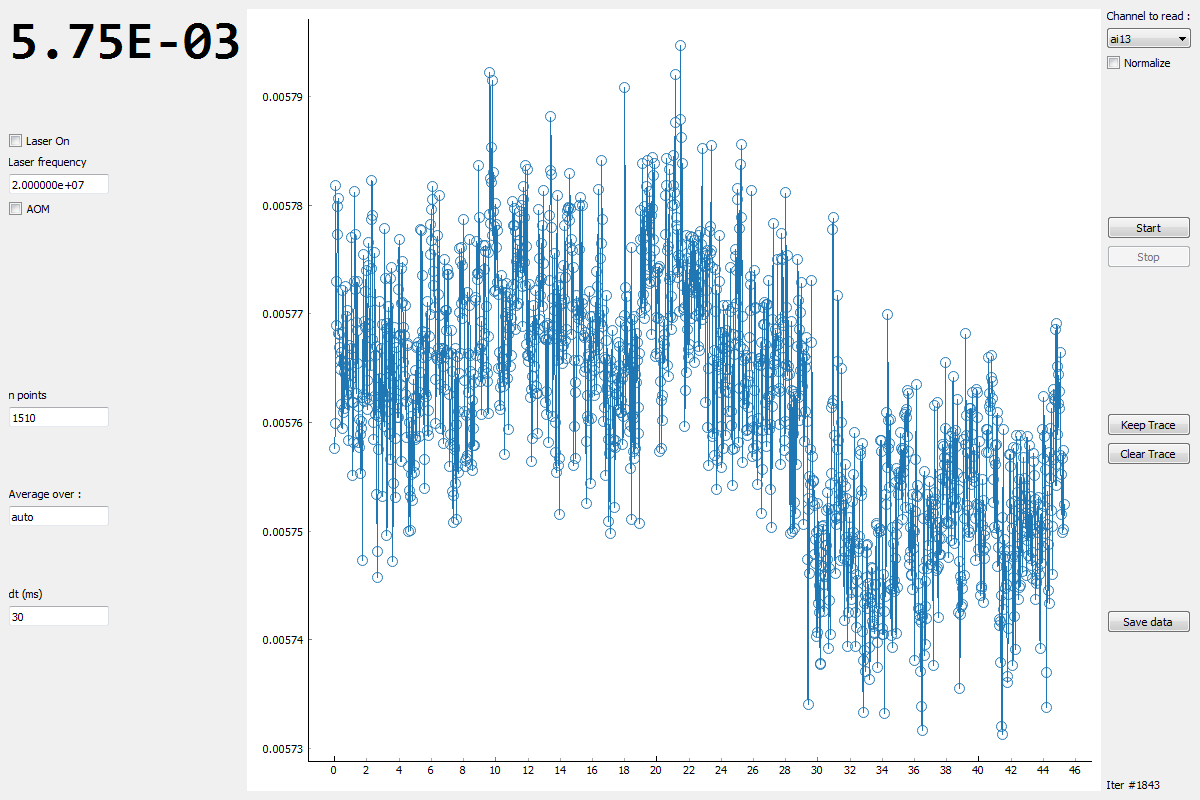 5.75E-03
Laser On
Laser frequency
2.000000e+07
AOM
n points
1510
Average over :
auto
dt (ms)
30
0.00579
0.00578
0.00577
0.00576
0.00575
0.00574
0.00573
0 2 4 6 8 10 12 14 16 18 20 22 24 26 28 30 32 34 36 38 40 42 44 46
Channel to read :
ai13
Normalize
Start
Stop
Keep Trace
Clear Trace
Save data
Iter #1843